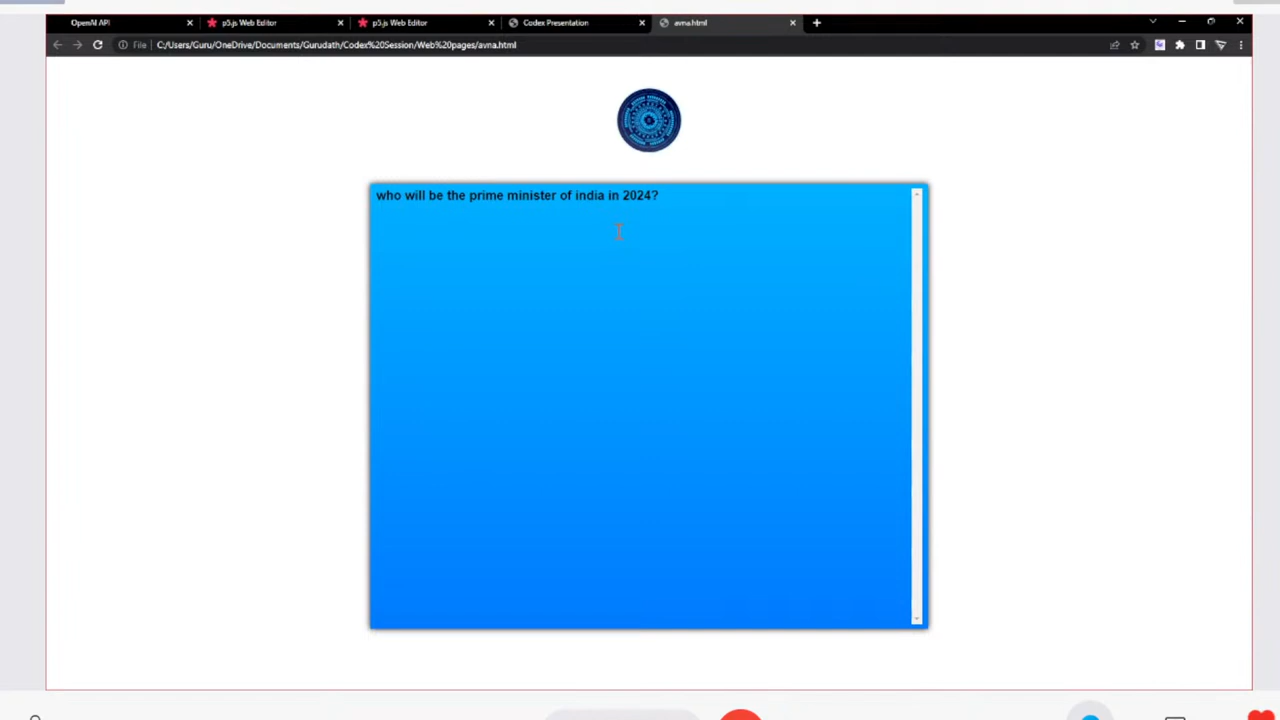 OpenAI API
p5.js Web Editor
p5.js Web Editor
Codex Presentation
avna.html
File
C:/Users/Guru/OneDrive/Documents/Gurudath/Codex%20Session/Web%20pages/avna.html
who will be the prime minister of india in 2024?